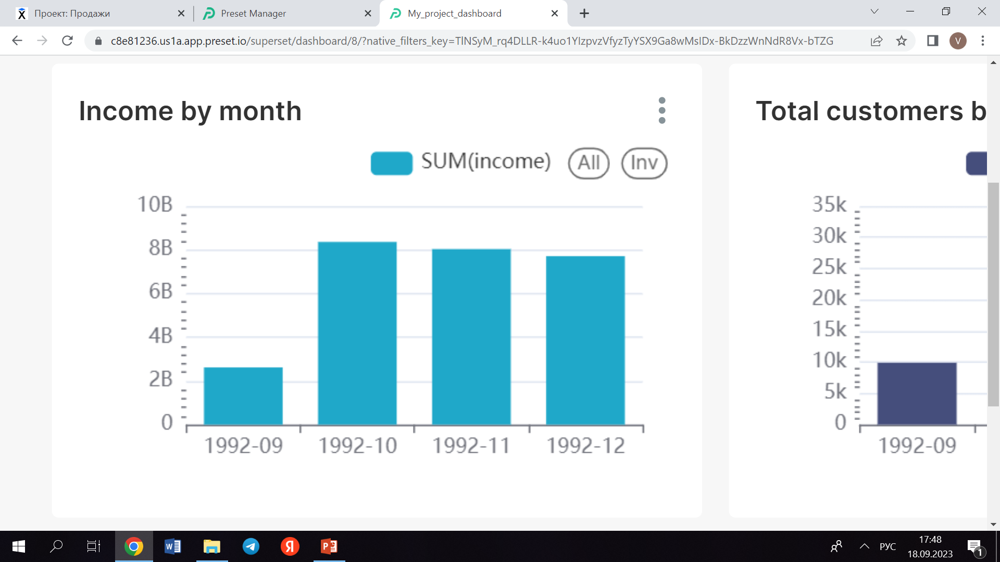 Проект: Продажи
Preset Manager
My_project_dashboard
c8e81236.us1a.app.preset.io/superset/dashboard/8/?native_filters_key=TlNSyM_rq4DLLR-k4uo1YIzpvzVfyzTyYSX9Ga8wMsIDx-BkDzzWnNdR8Vx-bTZG
V
Income by month
SUM(income) All Inv
10B
8B
6B
4B
2B
0
1992-09 1992-10 1992-11 1992-12
Total customers b
35k
30k
25k
20k
15k
10k
5k
0
1992-09
РУС
17:48
18.09.2023
1